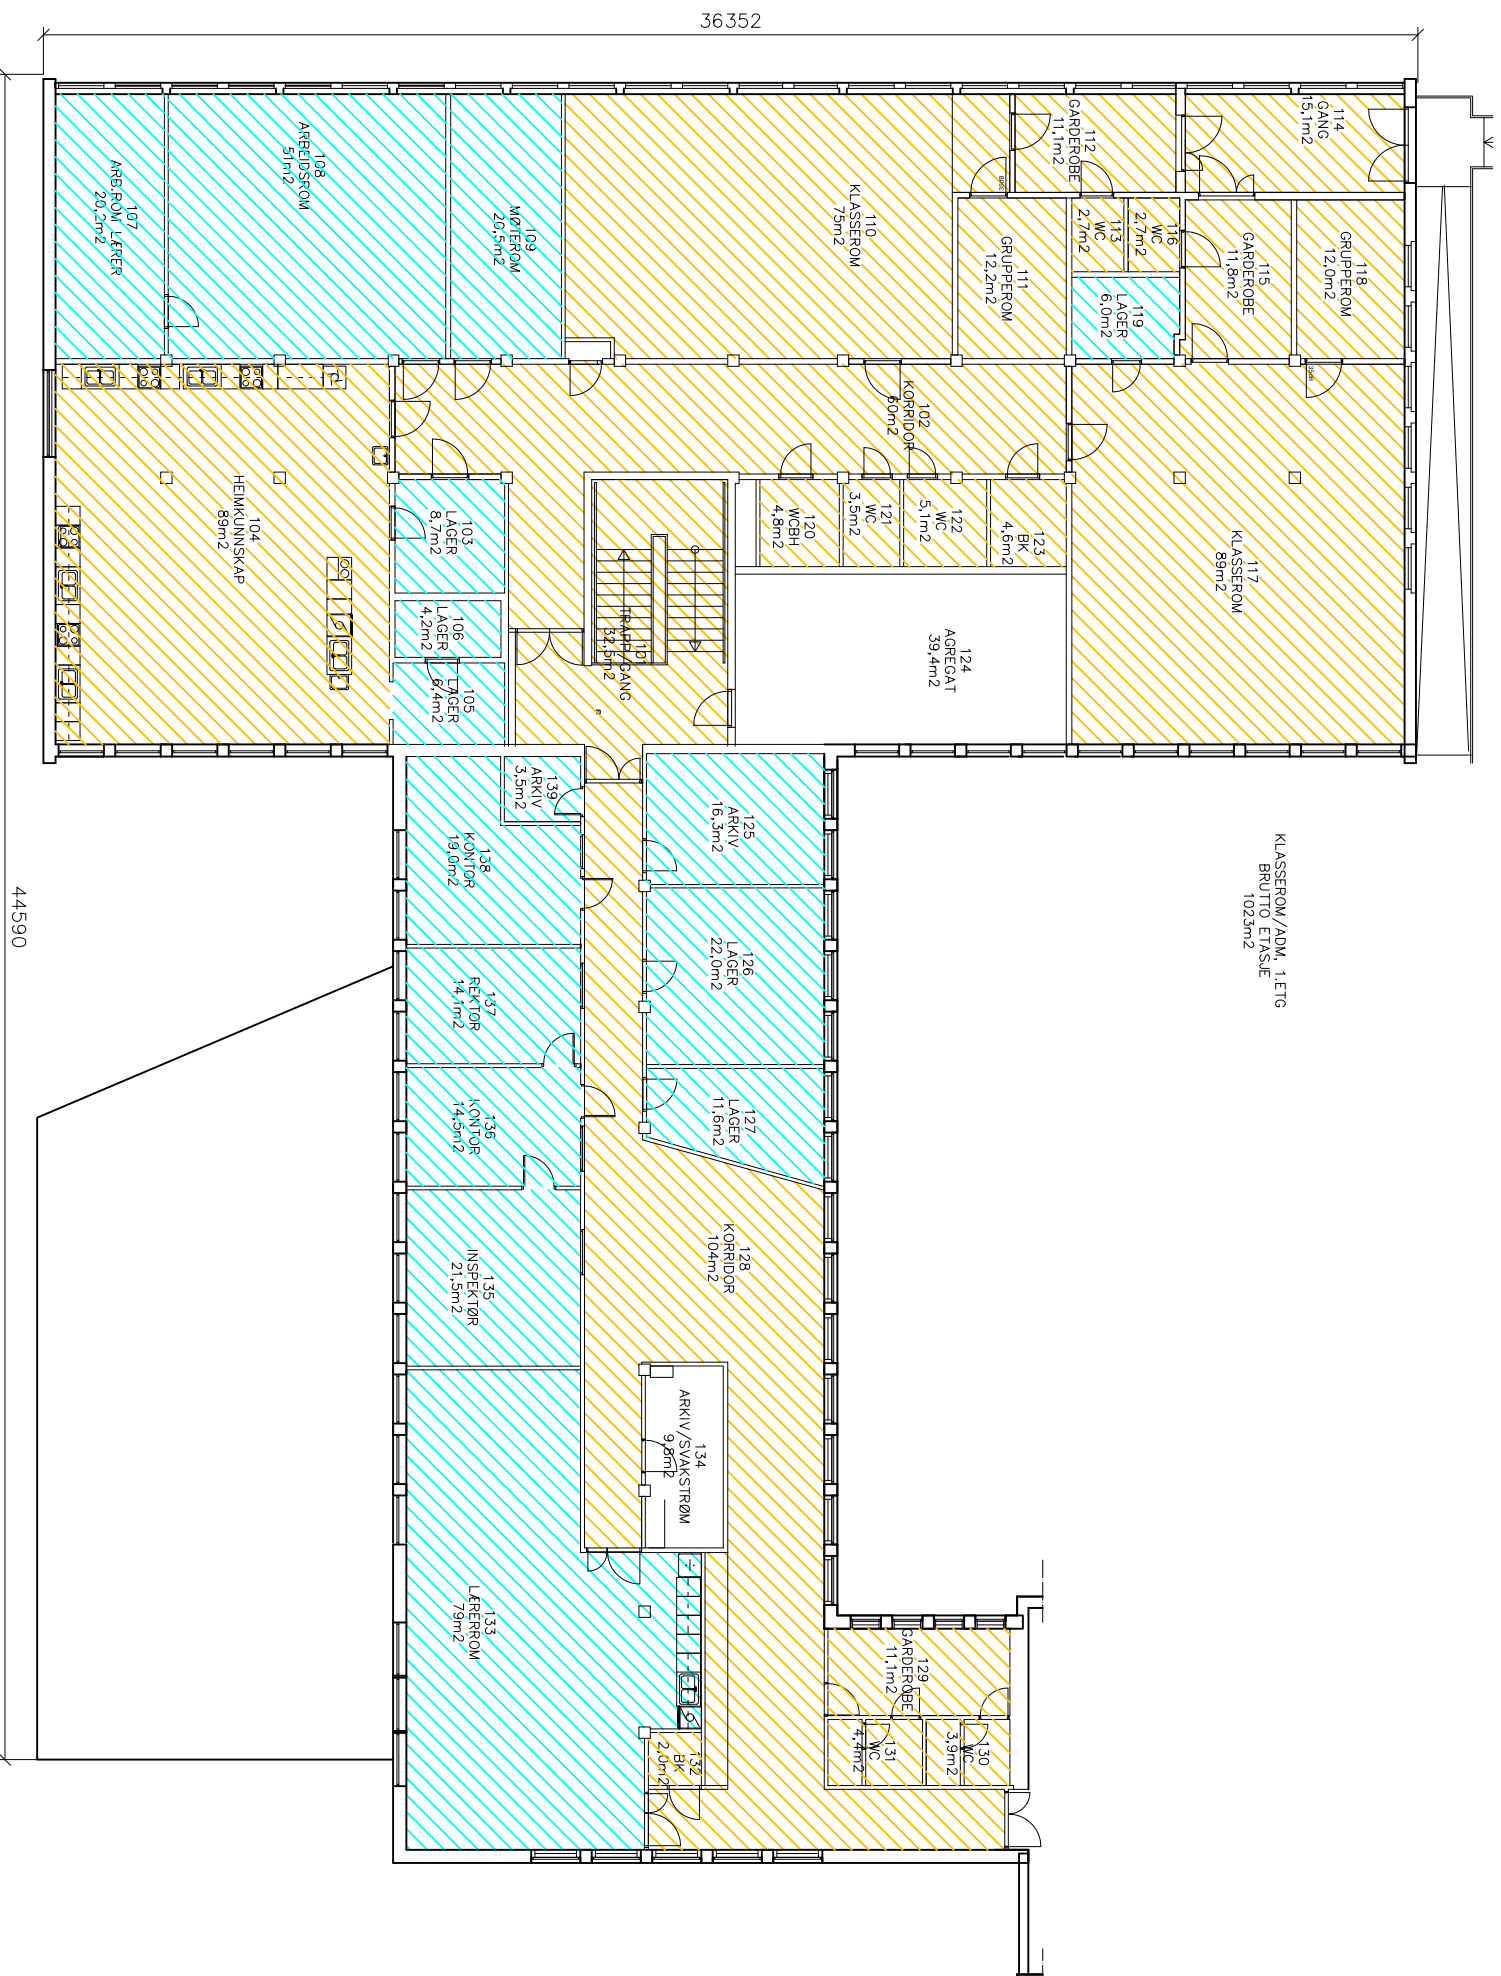 36352
44590
KLASSEROM/ADM, 1.ETG
BRUTTO ETASJE
1023m2
101
TRAPP/GANG
32,5m2
102
KORRIDOR
60m2
103
LAGER
8,7m2
104
HEIMKUNNSKAP
89m2
105
LAGER
6,4m2
106
LAGER
4,2m2
107
ARB.ROM LÆRER
20,2m2
108
ARBEIDSROM
51m2
109
MØTEROM
20,5m2
110
KLASSEROM
75m2
111
GRUPPEROM
12,2m2
112
GARDEROBE
11,1m2
113
WC
2,7m2
114
GANG
15,1m2
115
GARDEROBE
11,8m2
116
WC
2,7m2
117
KLASSEROM
89m2
118
GRUPPEROM
12,0m2
119
LAGER
6,0m2
120
WCBH
4,8m2
121
WC
3,5m2
122
WC
5,1m2
123
BK
4,6m2
124
AGREGAT
39,4m2
125
ARKIV
16,3m2
126
LAGER
22,0m2
127
LAGER
11,6m2
128
KORRIDOR
104m2
129
GARDEROBE
11,1m2
130
WC
3,9m2
131
WC
4,4m2
132
BK
2,0m2
133
LÆRERROM
79m2
134
ARKIV/SVAKSTRØM
9,8m2
135
INSPEKTØR
21,5m2
136
KONTOR
14,5m2
137
REKTOR
14,1m2
138
KONTOR
19,0m2
139
ARKIV
3,5m2